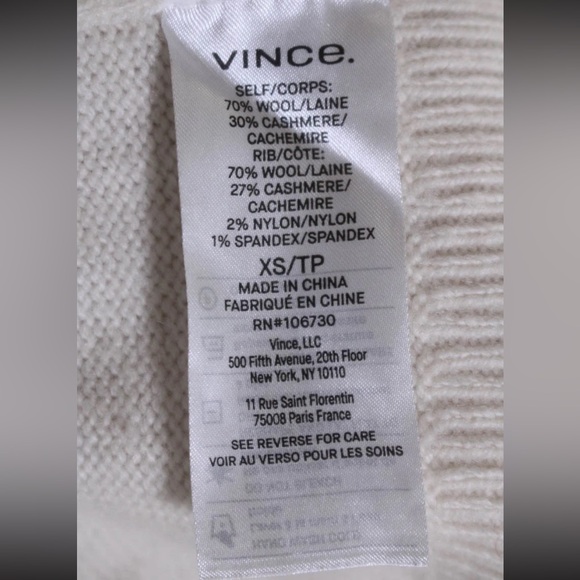 VINCe.
SELF/CORPS:
70% WOOL/LAINE
30% CASHMERE/
CACHEMIRE
RIB/CÔTE:
70% WOOL/LAINE
27% CASHMERE/
CACHEMIRE
2% NYLON/NYLON
1% SPANDEX/SPANDEX
XS/TP
MADE IN CHINA
FABRIQUÉ EN CHINE
RN#106730
Vince, LLC
500 Fifth Avenue, 20th Floor
New York, NY 10110
11 Rue Saint Florentin
75008 Paris France
SEE REVERSE FOR CARE
VOIR AU VERSO POUR LES SOINS